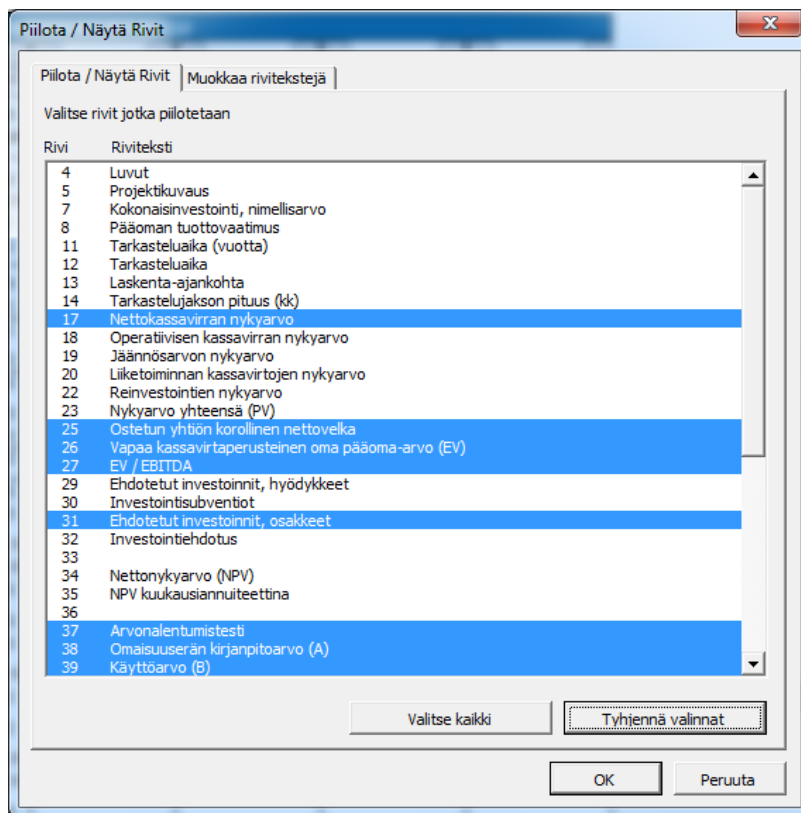 Piilota / Näytä Rivit
Piilota / Näytä Rivit Muokkaa rivitekstejä
Valitse rivit jotka piilotetaan
Rivi Riviteksti
4 Luvut
5 Projektikuvaus
7 Kokonaisinvestointi, nimellisarvo
8 Pääoman tuottovaatimus
11 Tarkasteluaika (vuotta)
12 Tarkasteluaika
13 Laskenta-ajankohta
14 Tarkastelujakson pituus (kk)
17 Nettokassavirran nykyarvo
18 Operatiivisen kassavirran nykyarvo
19 Jäännösarvon nykyarvo
20 Liiketoiminnan kassavirtojen nykyarvo
22 Reinvestointien nykyarvo
23 Nykyarvo yhteensä (PV)
25 Ostetun yhtiön korollinen nettovelka
26 Vapaa kassavirtaperusteinen oma pääoma-arvo (EV)
27 EV / EBITDA
29 Ehdotetut investoinnit, hyödykkeet
30 Investointisubventiot
31 Ehdotetut investoinnit, osakkeet
32 Investointiehdotus
33
34 Nettonykyarvo (NPV)
35 NPV kuukausiannuiteettina
36
37 Arvonalentumistesti
38 Omaisuuserän kirjanpitoarvo (A)
39 Käyttöarvo (B)
Valitse kaikki Tyhjennä valinnat
OK Peruuta